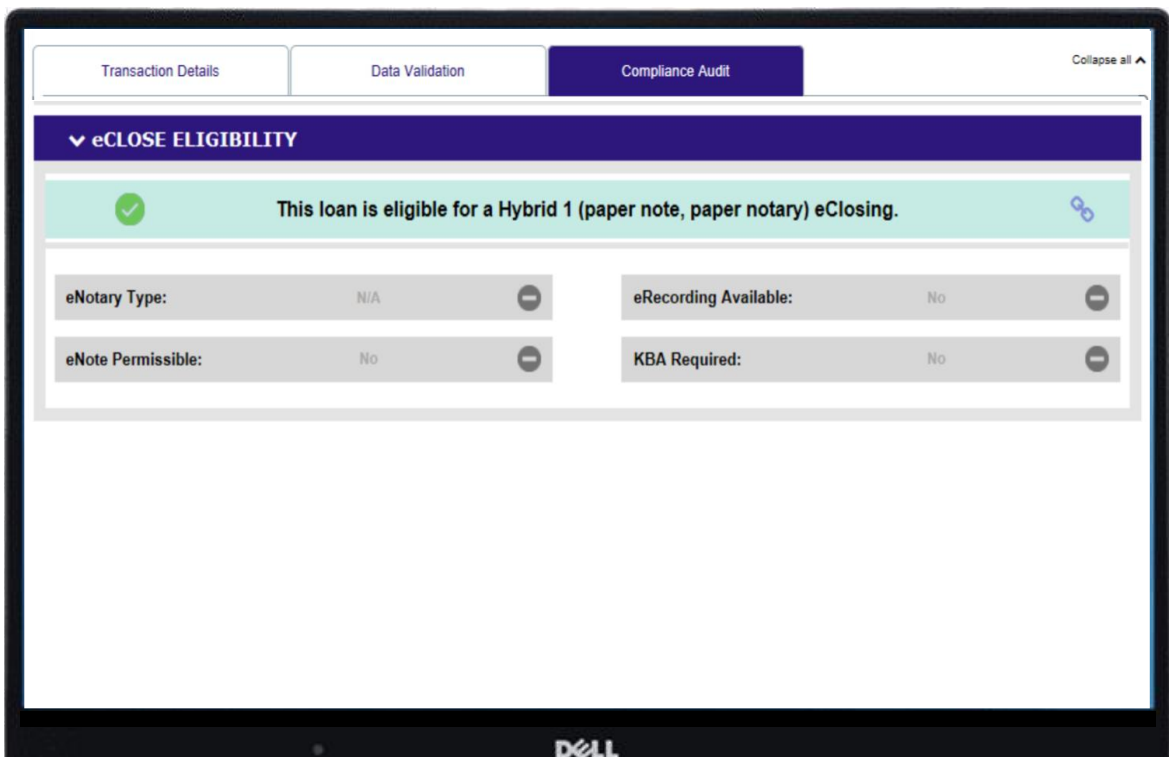 Transaction Details
Data Validation
Compliance Audit
Collapse all
eCLOSE ELIGIBILITY
This loan is eligible for a Hybrid 1 (paper note, paper notary) eClosing.
eNotary Type: N/A
eRecording Available: No
eNote Permissible: No
KBA Required: No
DELL